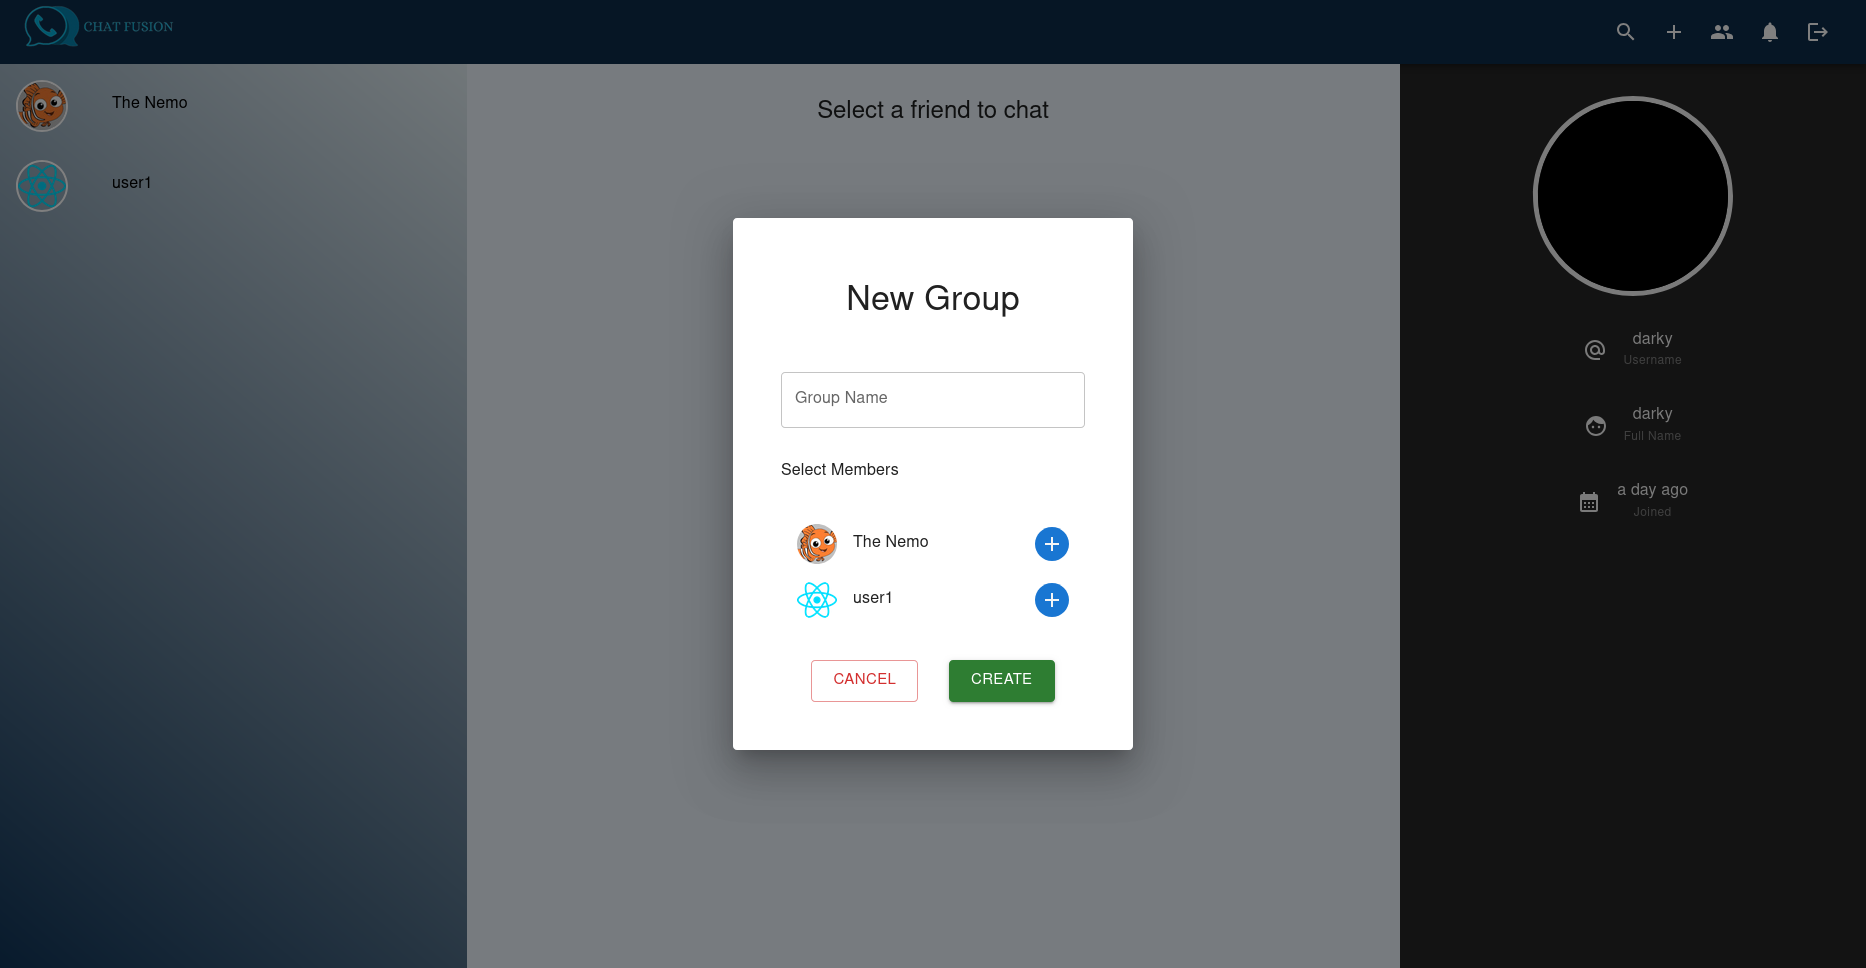 CHAT FUSION
The Nemo
user1
Select a friend to chat
New Group
Group Name
Select Members
The Nemo
user1
CANCEL
CREATE
darky
Username
darky
Full Name
a day ago
Joined